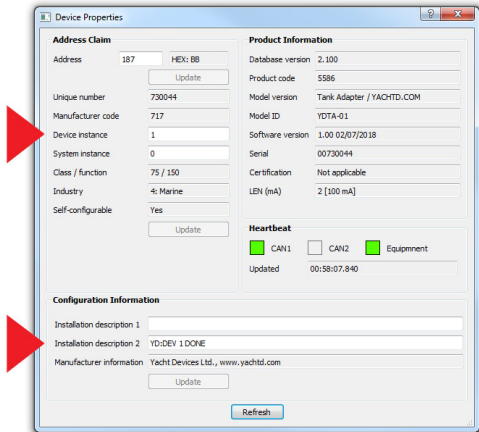 Device Properties
Address Claim
Address 187 HEX: BB
Update
Unique number 730044
Manufacturer code 717
Device instance 1
System instance 0
Class / function 75 / 150
Industry 4: Marine
Self-configurable Yes
Update
Product Information
Database version 2.100
Product code 5586
Model version Tank Adapter / YACHTD.COM
Model ID YDTA-01
Software version 1.00 02/07/2018
Serial 00730044
Certification Not applicable
LEN (mA) 2 [100 mA]
Heartbeat
CAN1 CAN2 Equipmnent
Updated 00:58:07.840
Configuration Information
Installation description 1
Installation description 2 YD:DEV 1 DONE
Manufacturer information Yacht Devices Ltd., www.yachtd.com
Update
Refresh